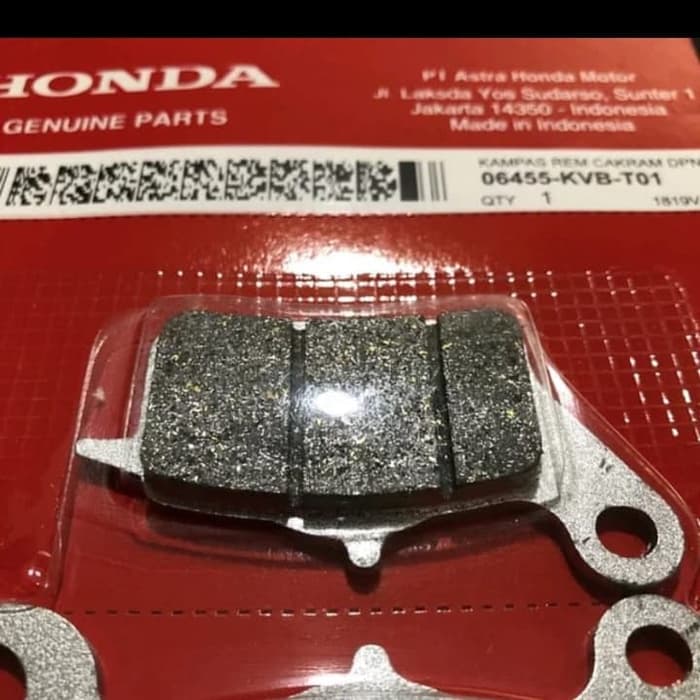 HONDA
GENUINE PARTS
PT Astra Honda Motor
Jl Laksda Yos Sudarso, Sunter 1
Jakarta 14350 - Indonesia
Made in Indonesia
KAMPAS REM CAKRAM DPN
06455-KVB-T01
QTY 1
1819V